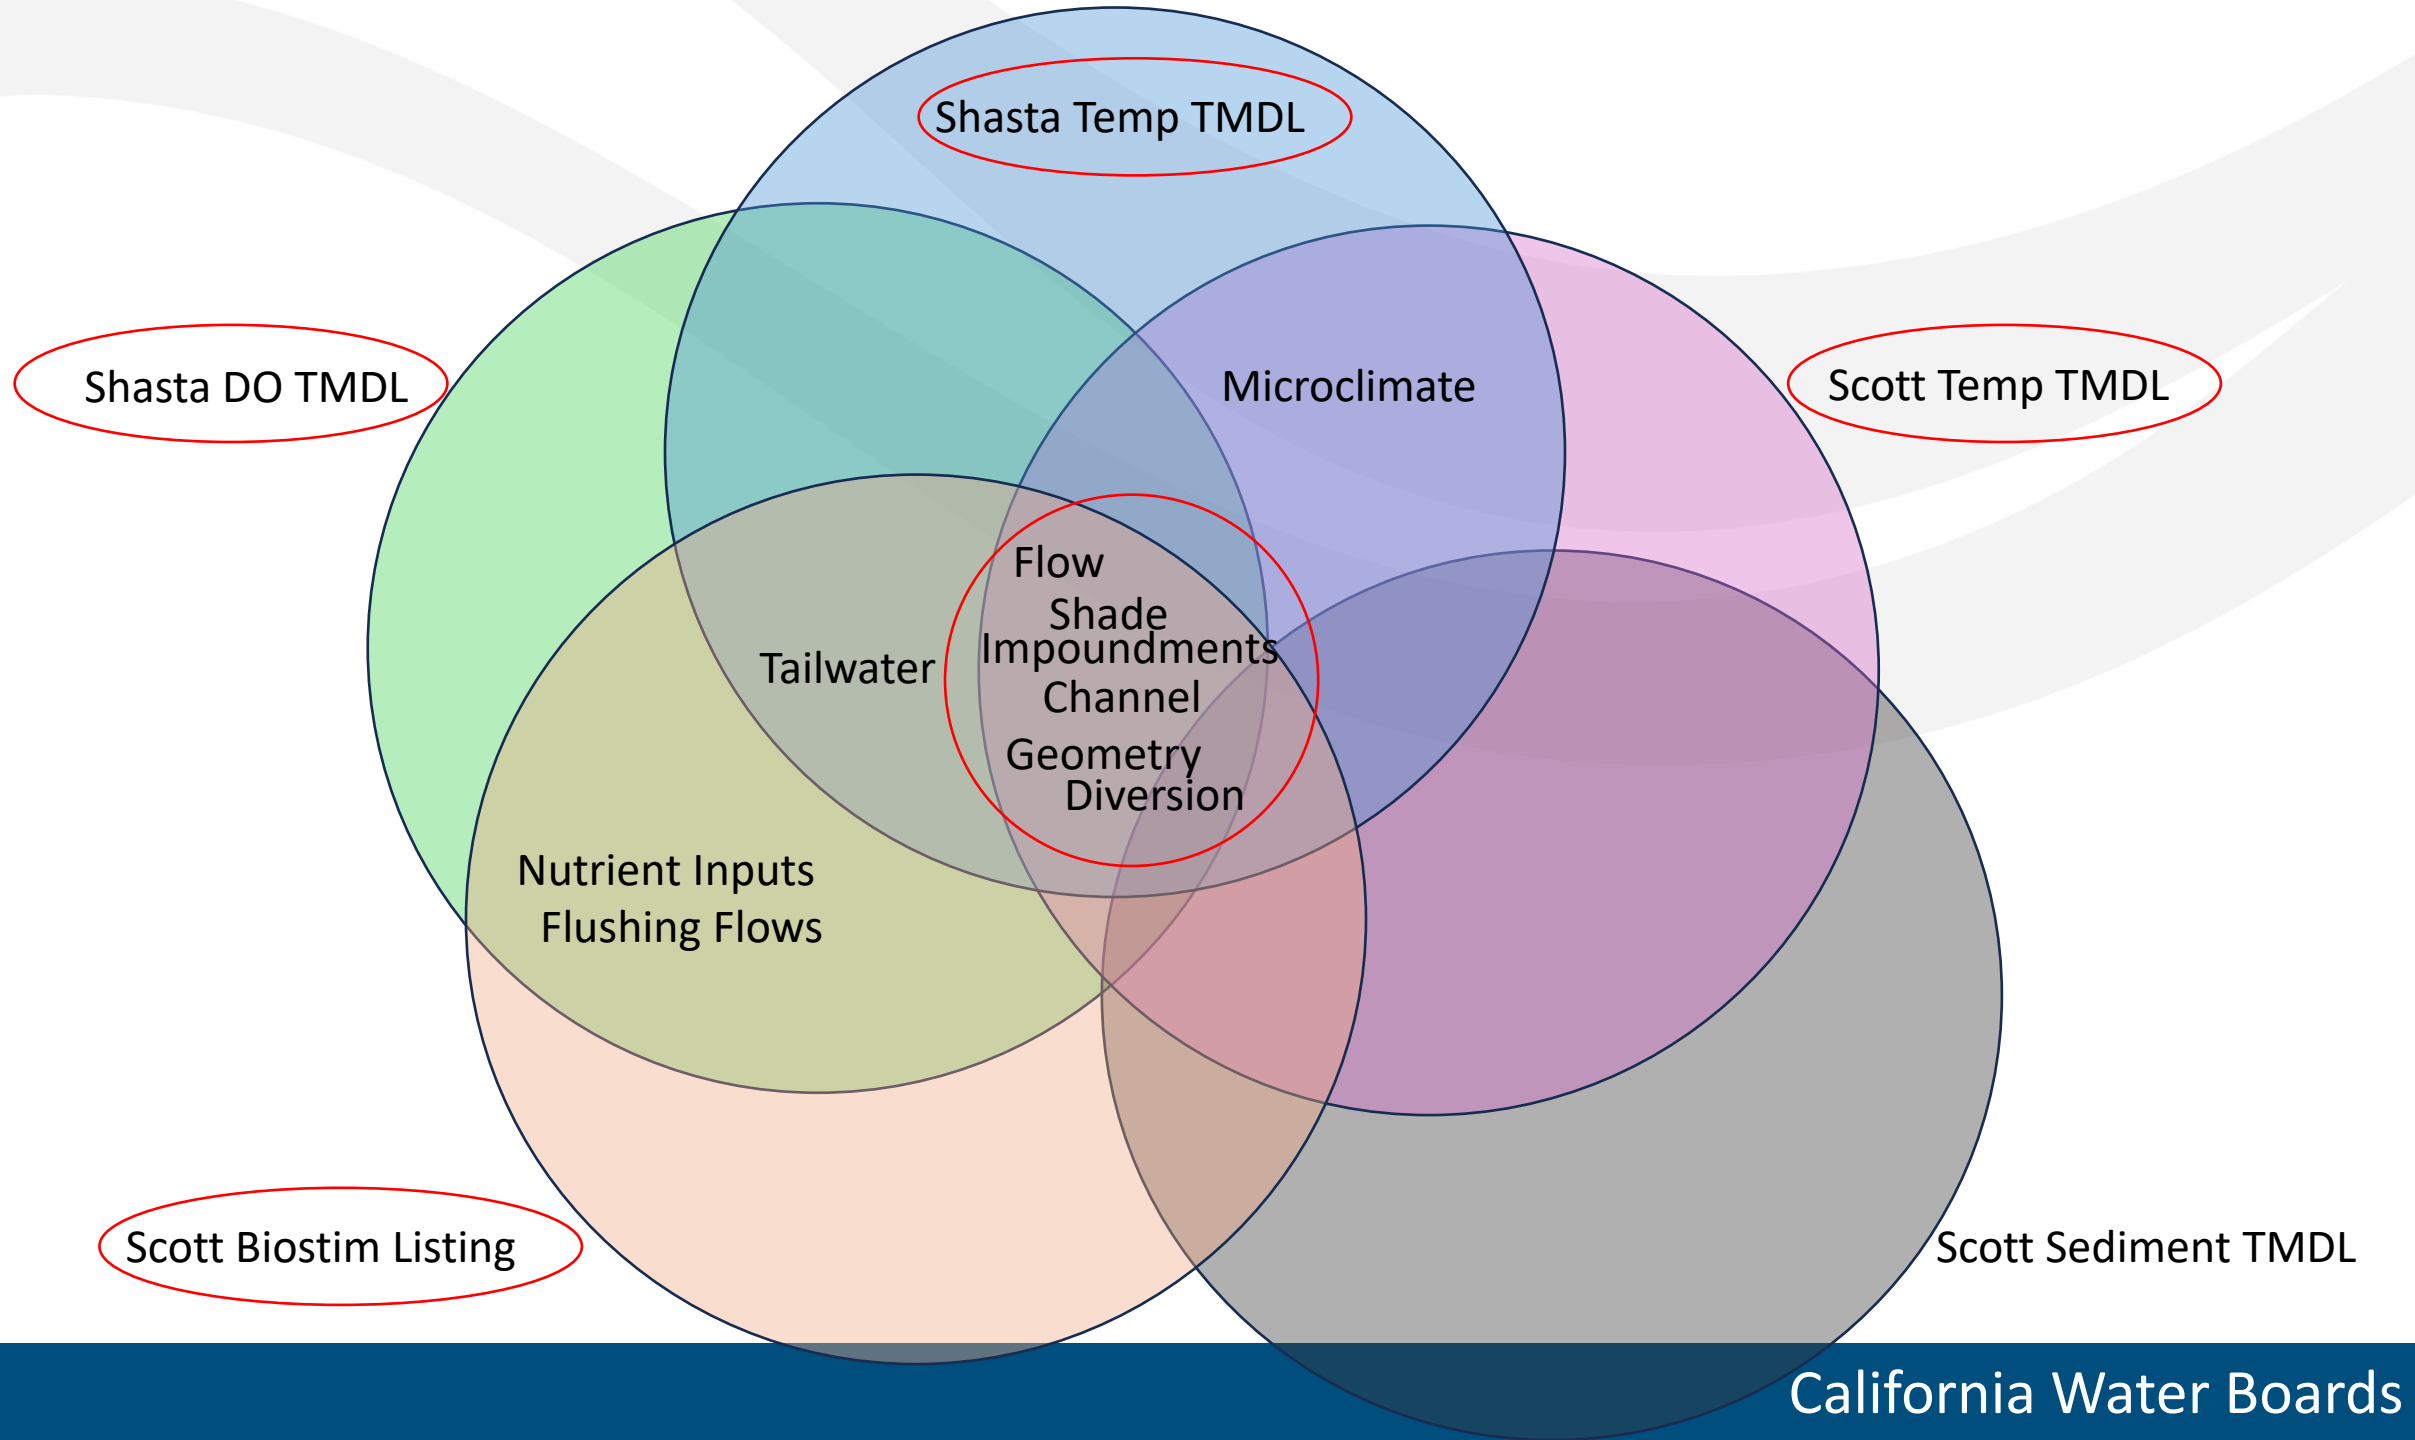 Shasta Temp TMDL
Shasta DO TMDL
Microclimate
Scott Temp TMDL
Flow
Shade
Impoundments
Tailwater
Channel
Geometry
Diversion
Nutrient Inputs
Flushing Flows
Scott Biostim Listing
Scott Sediment TMDL
California Water Boards